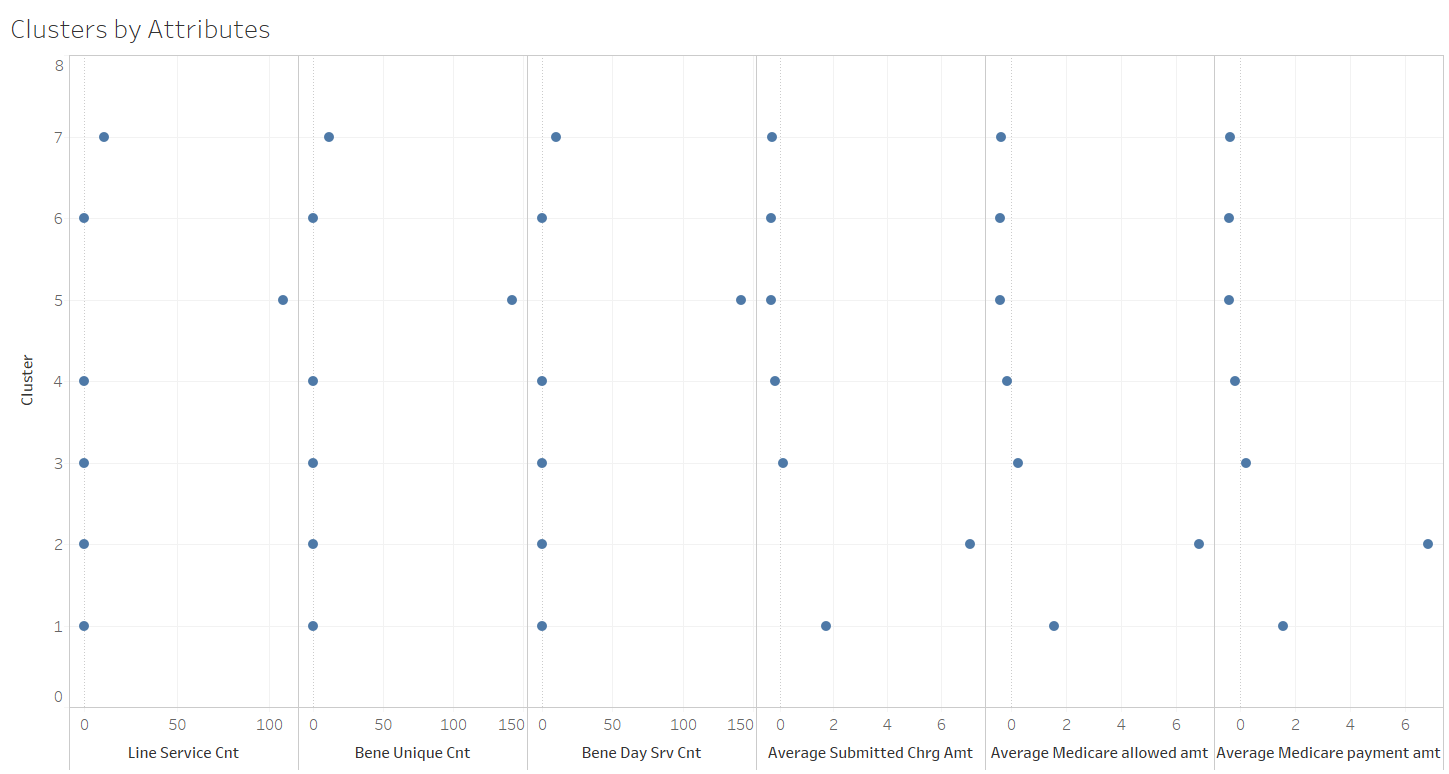 Clusters by Attributes
8
7
6
5
4
3
2
1
0
Cluster
0 50 100 0 50 100 150 0 50 100 150 0 2 4 6 0 2 4 6 0 2 4 6
Line Service Cnt Bene Unique Cnt Bene Day Srv Cnt Average Submitted Chrg Amt Average Medicare allowed amt Average Medicare payment amt